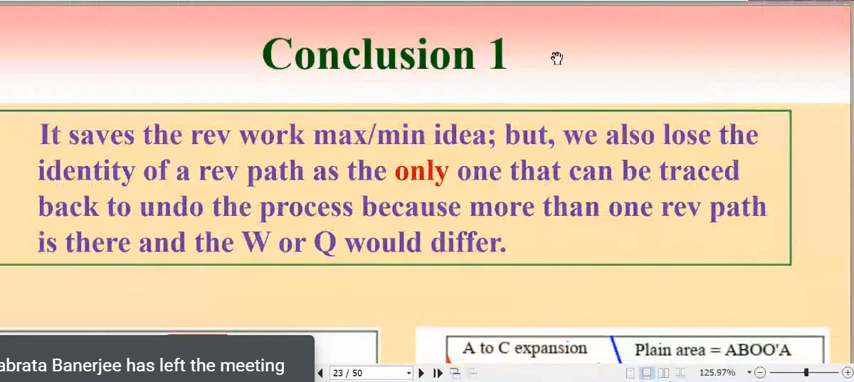 Conclusion 1
It saves the rev work max/min idea; but, we also lose the
identity of a rev path as the only one that can be traced
back to undo the process because more than one rev path
is there and the W or Q would differ.
A to C expansion
Plain area = ABOO'A
abrata Banerjee has left the meeting
23 / 50
125.97%